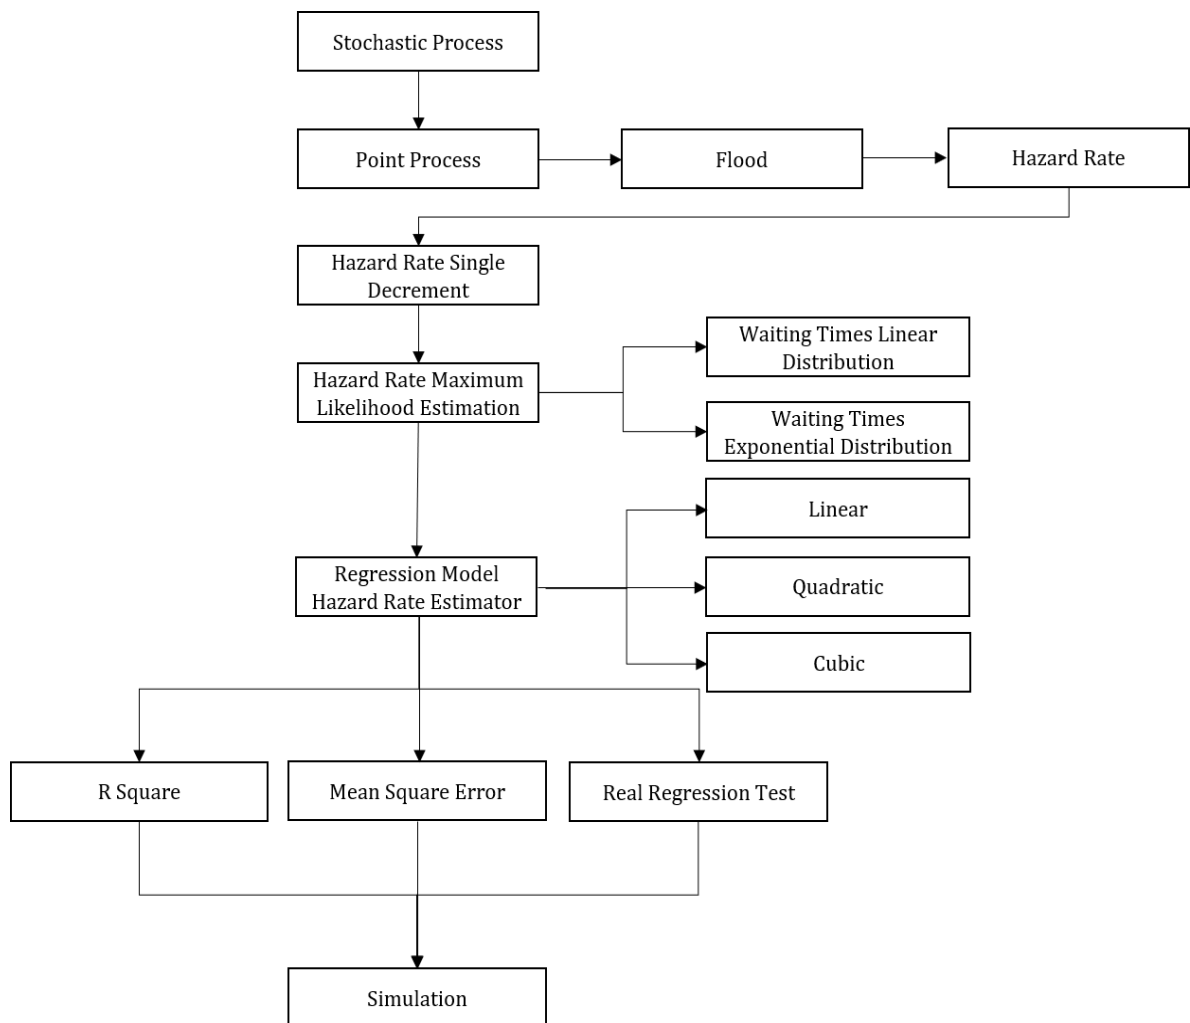 Stochastic Process
Point Process
Flood
Hazard Rate
Hazard Rate Single
Decrement
Waiting Times Linear
Distribution
Hazard Rate Maximum
Likelihood Estimation
Waiting Times
Exponential Distribution
Linear
Regression Model
Hazard Rate Estimator
Quadratic
Cubic
R Square
Mean Square Error
Real Regression Test
Simulation